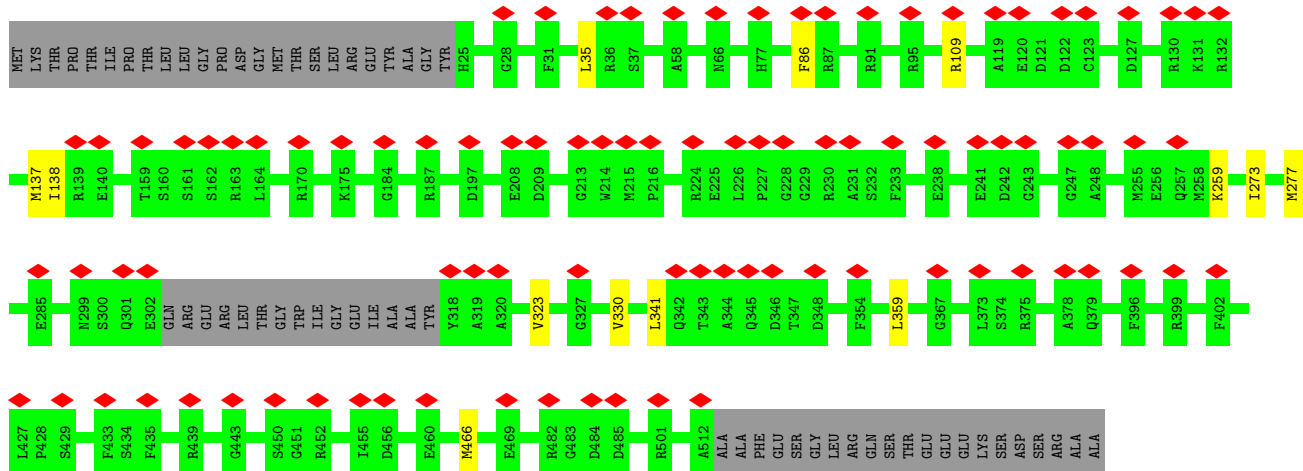 MET LYS THR PRO THR ILE PRO THR LEU LEU GLY PRO ASP GLY MET THR SER LEU ARG GLU TYR ALA GLY TYR H25 G28 F31 L35 R36 S37 A58 N66 H77 F86 R87 R91 R95 R109 A119 E120 D121 D122 C123 D127 R130 K131 R132
M137 I138 R139 E140 T159 S160 S161 S162 R163 L164 R170 K175 G184 R187 D197 E208 D209 G213 W214 M215 P216 R224 E225 L226 P227 G228 G229 R230 A231 S232 F233 E238 E241 D242 G243 G247 A248 M255 E256 Q257 M258 K259 I273 M277
E285 N299 S300 Q301 E302 GLN ARG GLU ARG LEU THR GLY TRP ILE GLY GLU ILE ALA ALA TYR Y318 A319 A320 V323 G327 V330 L341 Q342 T343 A344 Q345 D346 T347 D348 F354 L359 G367 L373 S374 R375 A378 Q379 F396 R399 F402
L427 P428 S429 F433 S434 F435 R439 G443 S450 G451 R452 I455 D456 E460 M466 E469 R482 G483 D484 D485 R501 A512 ALA ALA PHE GLU SER GLY LEU ARG GLN SER THR GLU GLU GLU LYS SER ASP SER ARG ALA ALA